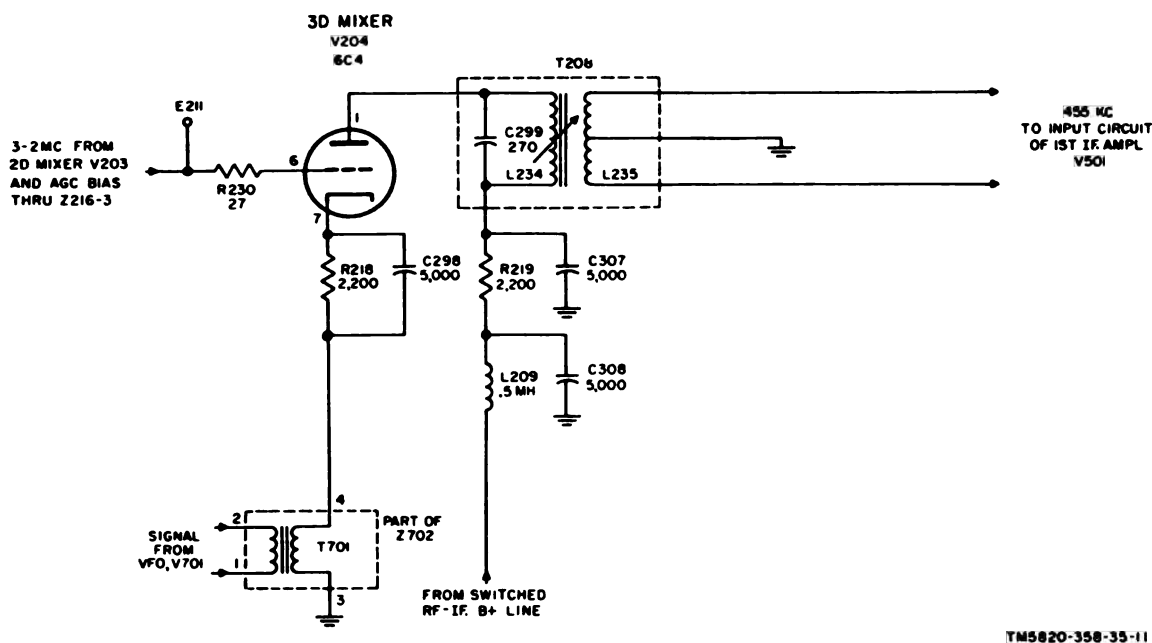 3D MIXER
V204
6C4
T208
E211
1
C299
270
L234
L235
455 KC
TO INPUT CIRCUIT
OF 1ST IF. AMPL
V501
3-2MC FROM
2D MIXER V203
AND AGC BIAS
THRU Z216-3
R230
27
6
7
R218
2,200
C298
5,000
R219
2,200
C307
5,000
L209
.5 MH
C308
5,000
4
PART OF
Z702
SIGNAL
FROM
VFO, V701
2
1
T701
3
FROM SWITCHED
RF-IF. B+ LINE
TM5820-358-35-11